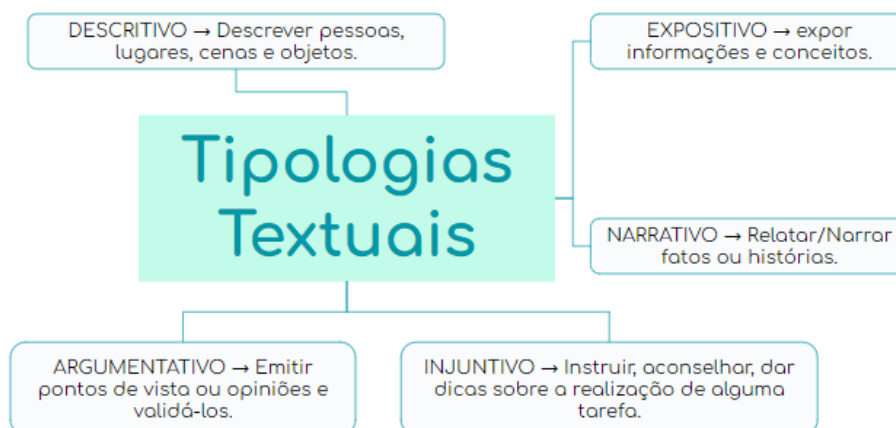 DESCRITIVO → Descrever pessoas,
lugares, cenas e objetos.
EXPOSITIVO → expor
informações e conceitos.
Tipologias
Textuais
NARRATIVO → Relatar/Narrar
fatos ou histórias.
ARGUMENTATIVO → Emitir
pontos de vista ou opiniões e
validá-los.
INJUNTIVO → Instruir, aconselhar, dar
dicas sobre a realização de alguma
tarefa.